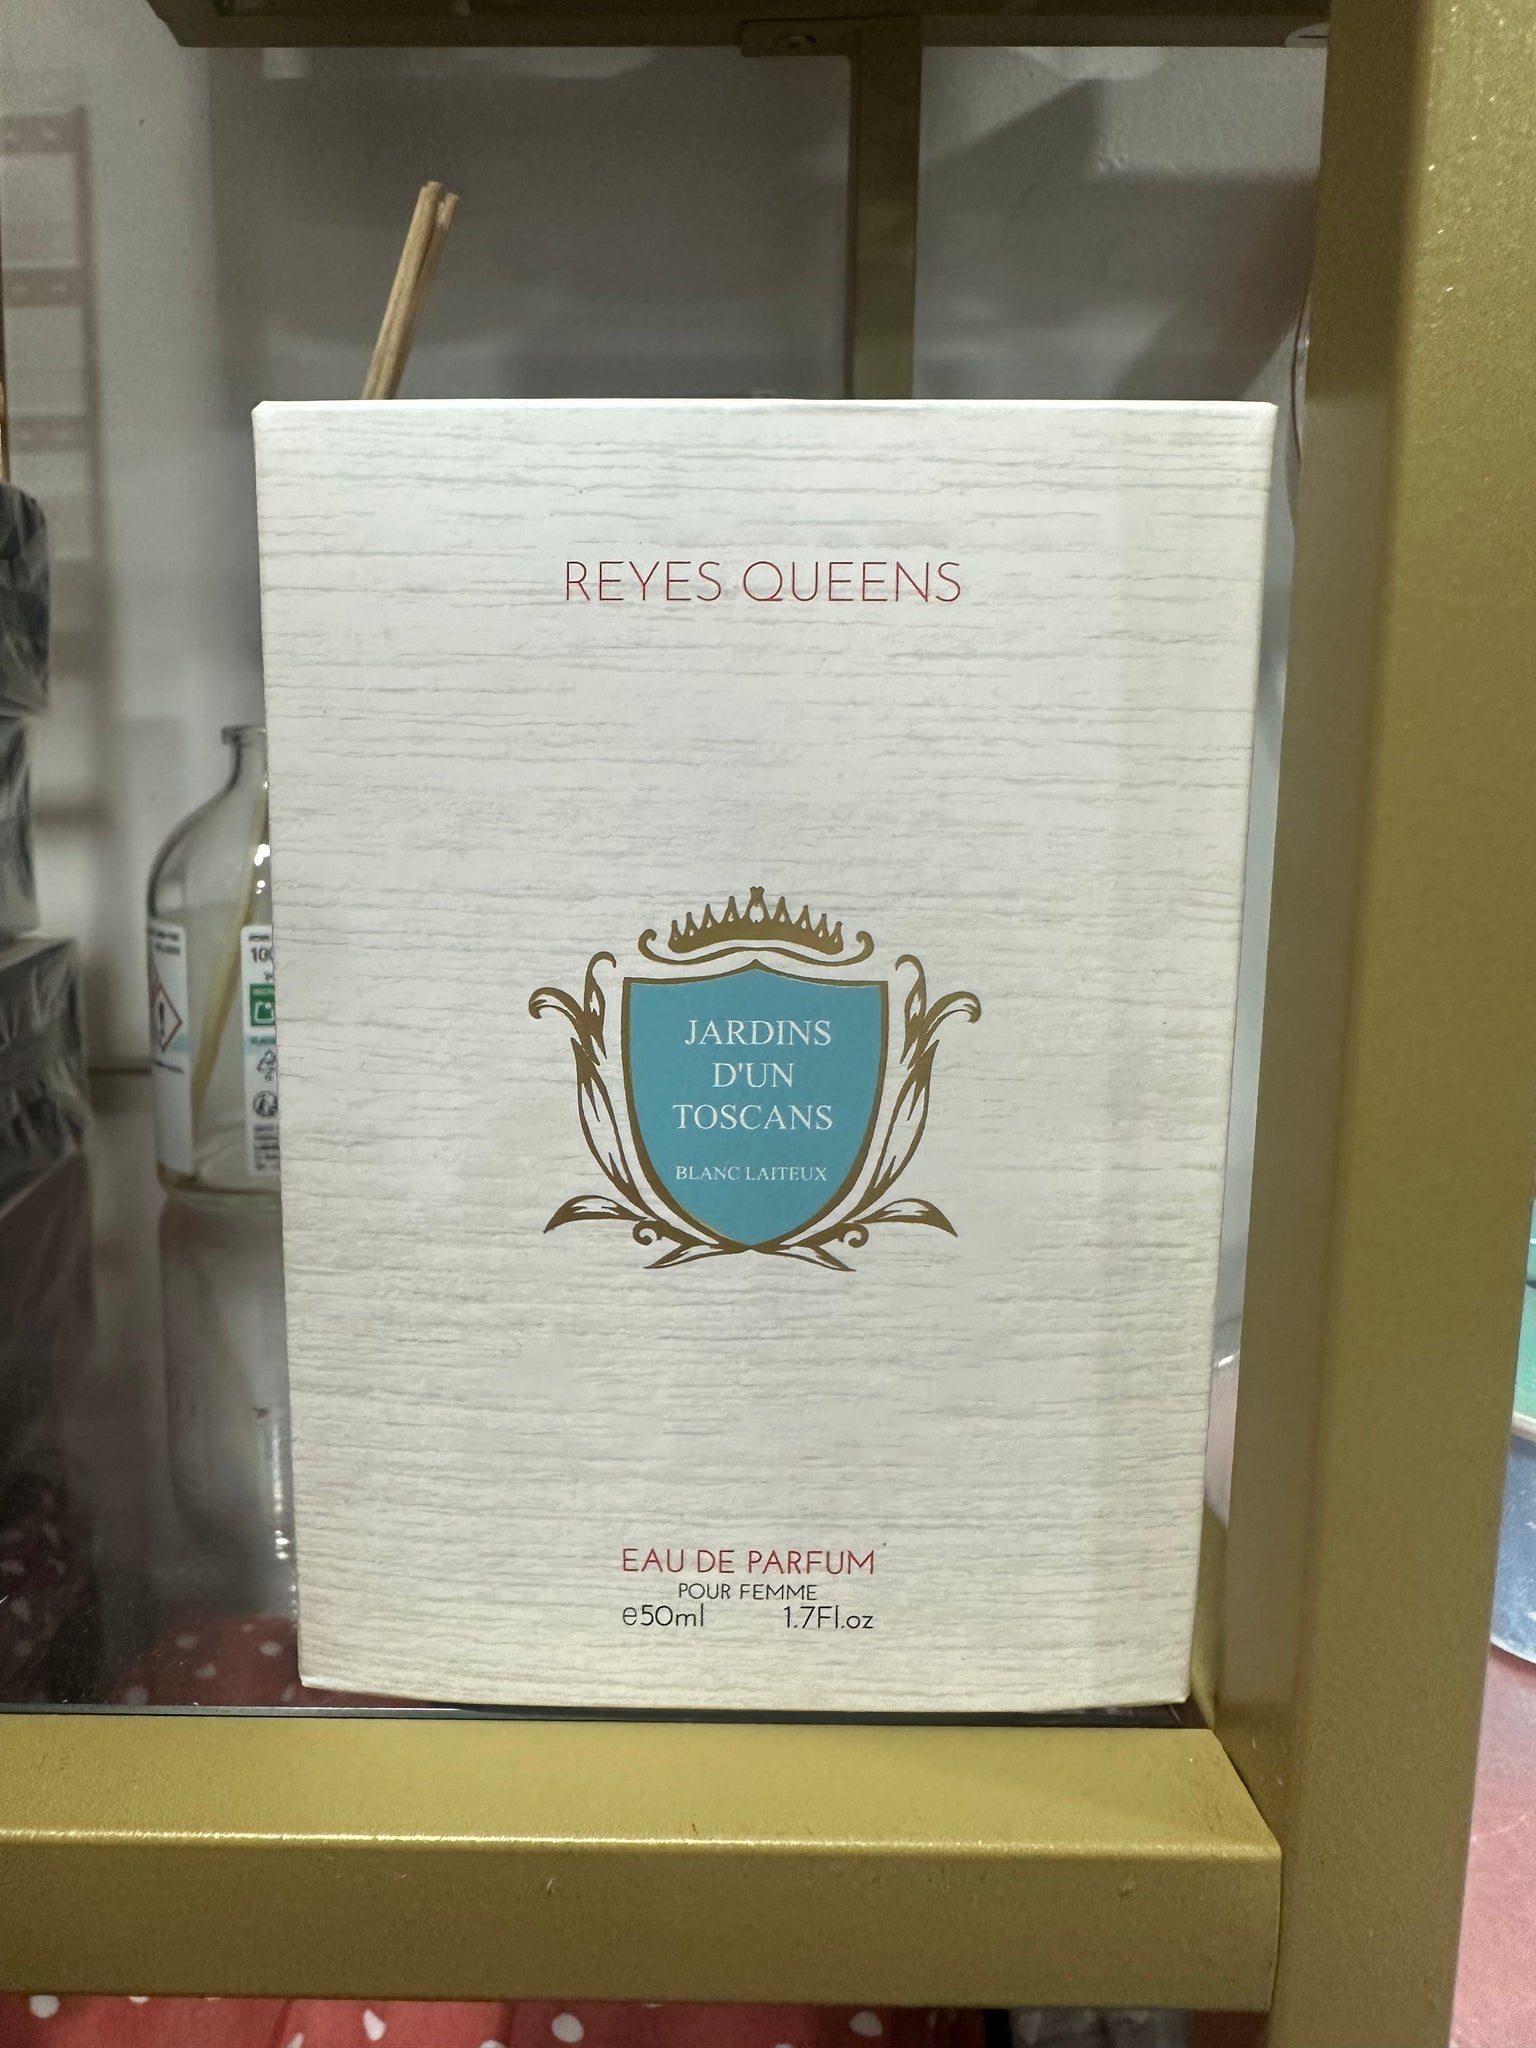 REYES QUEENS
JARDINS
D'UN
TOSCANS
BLANC LAITEUX
EAU DE PARFUM
POUR FEMME
e50ml 1.7Fl.oz